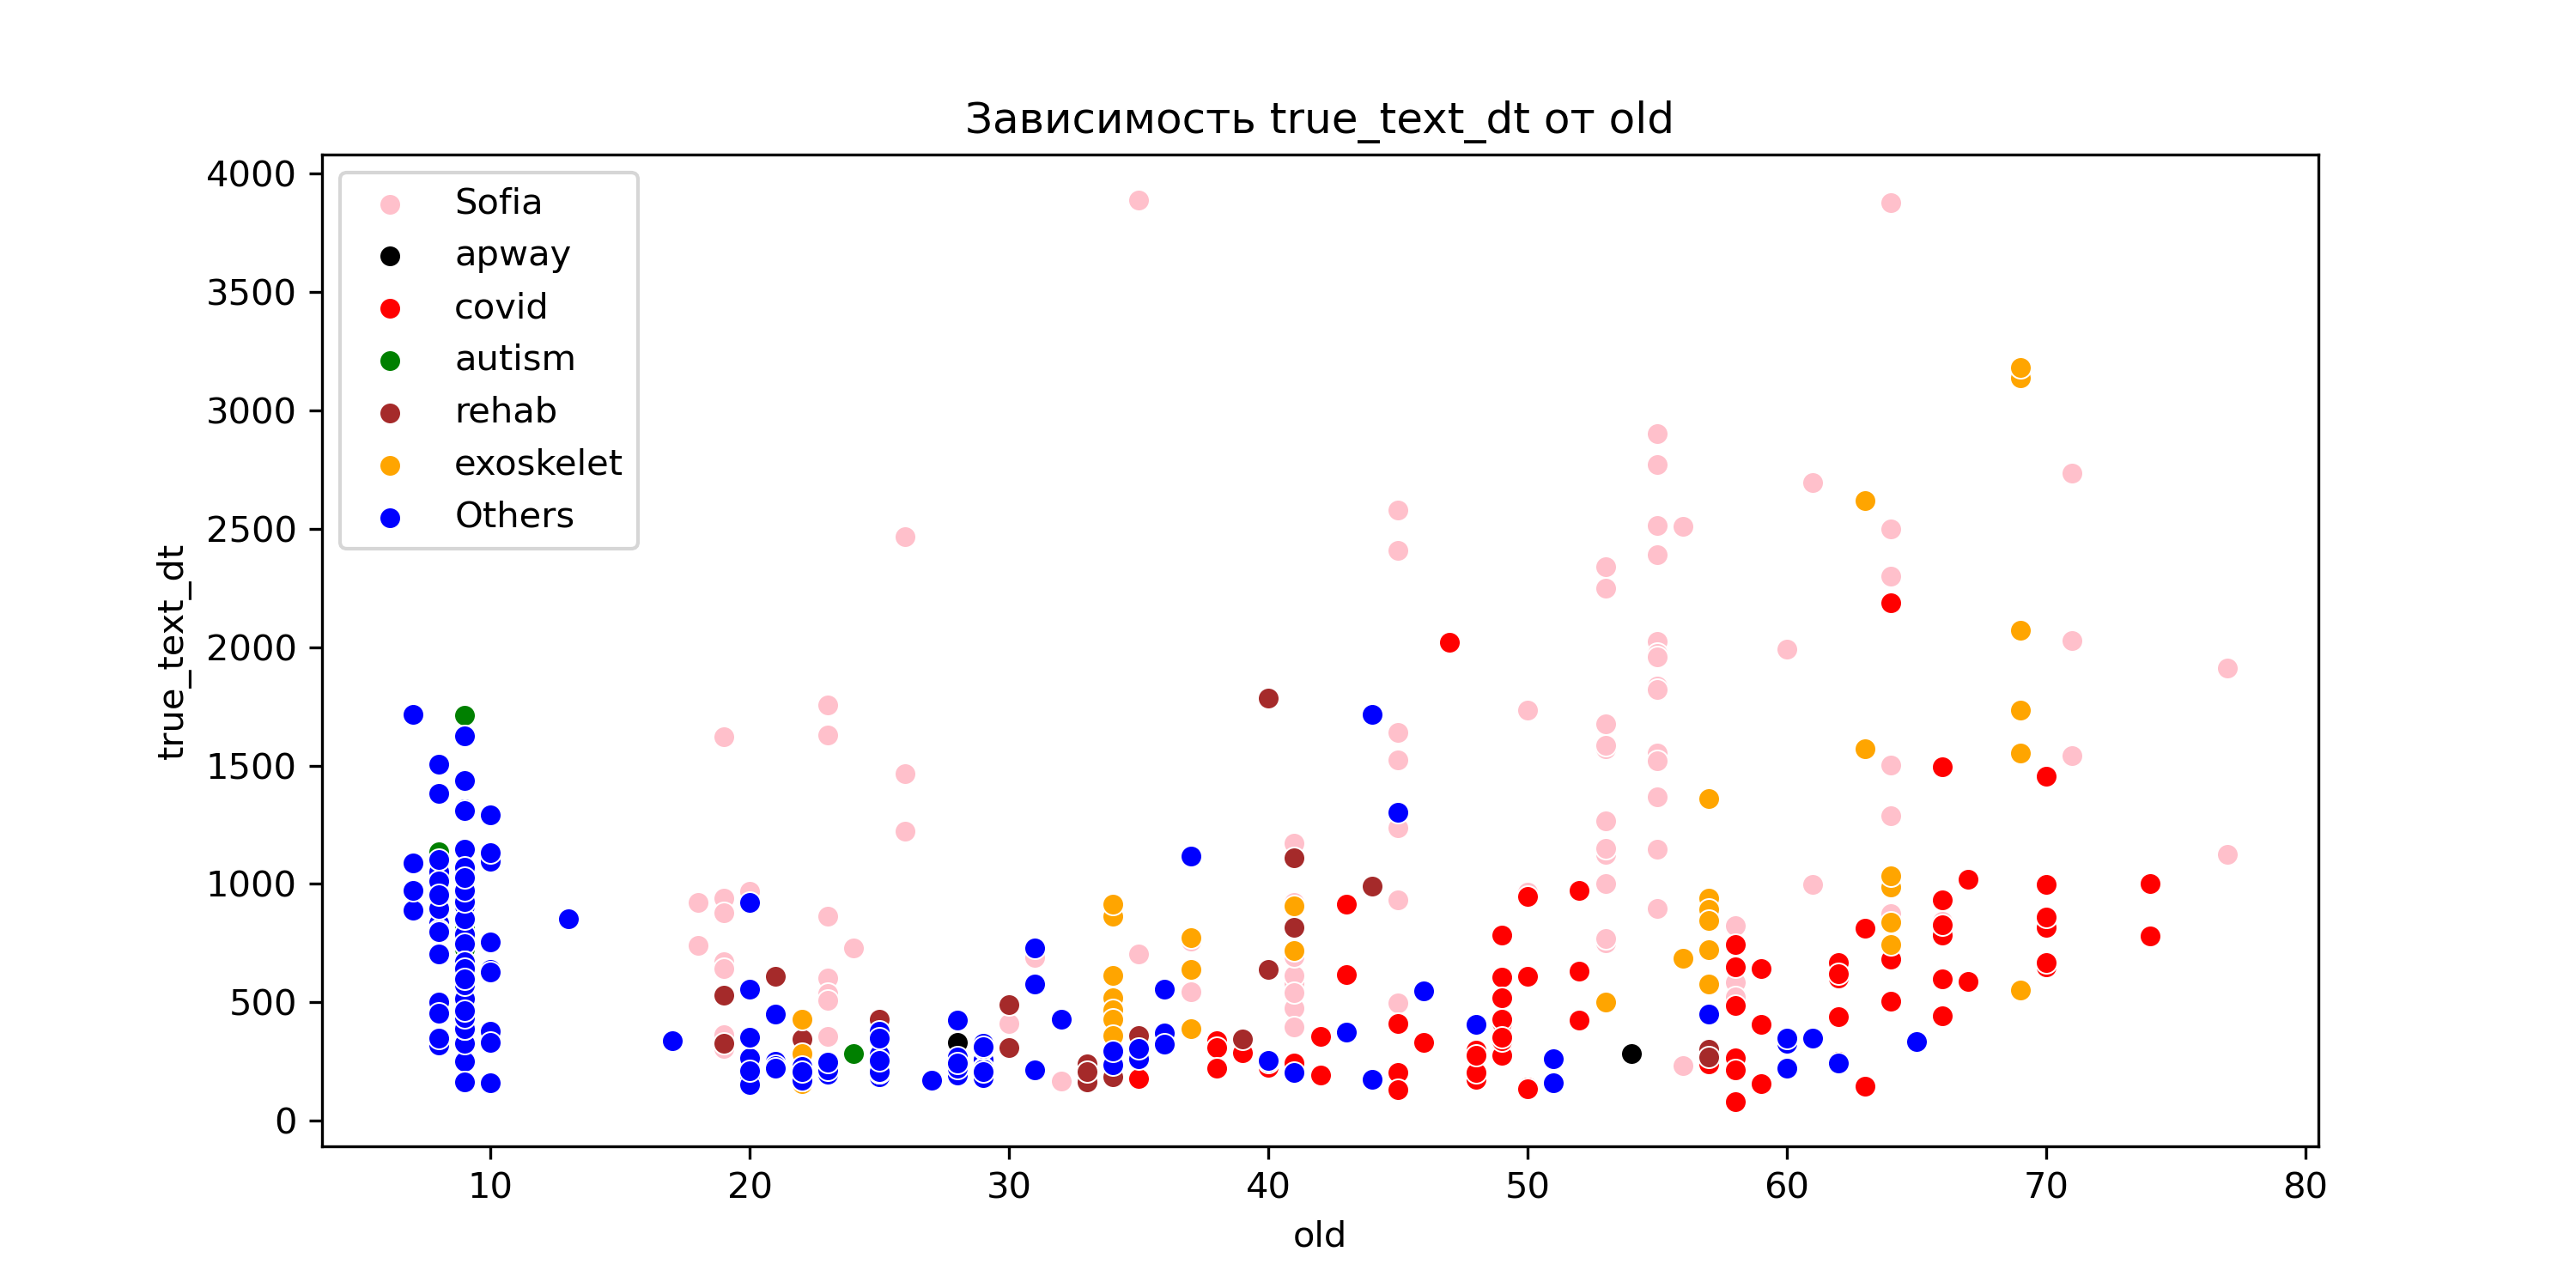 Зависимость true_text_dt от old
4000
3500
3000
2500
2000
1500
1000
500
0
true_text_dt
Sofia
apway
covid
autism
rehab
exoskelet
Others
10 20 30 40 50 60 70 80
old